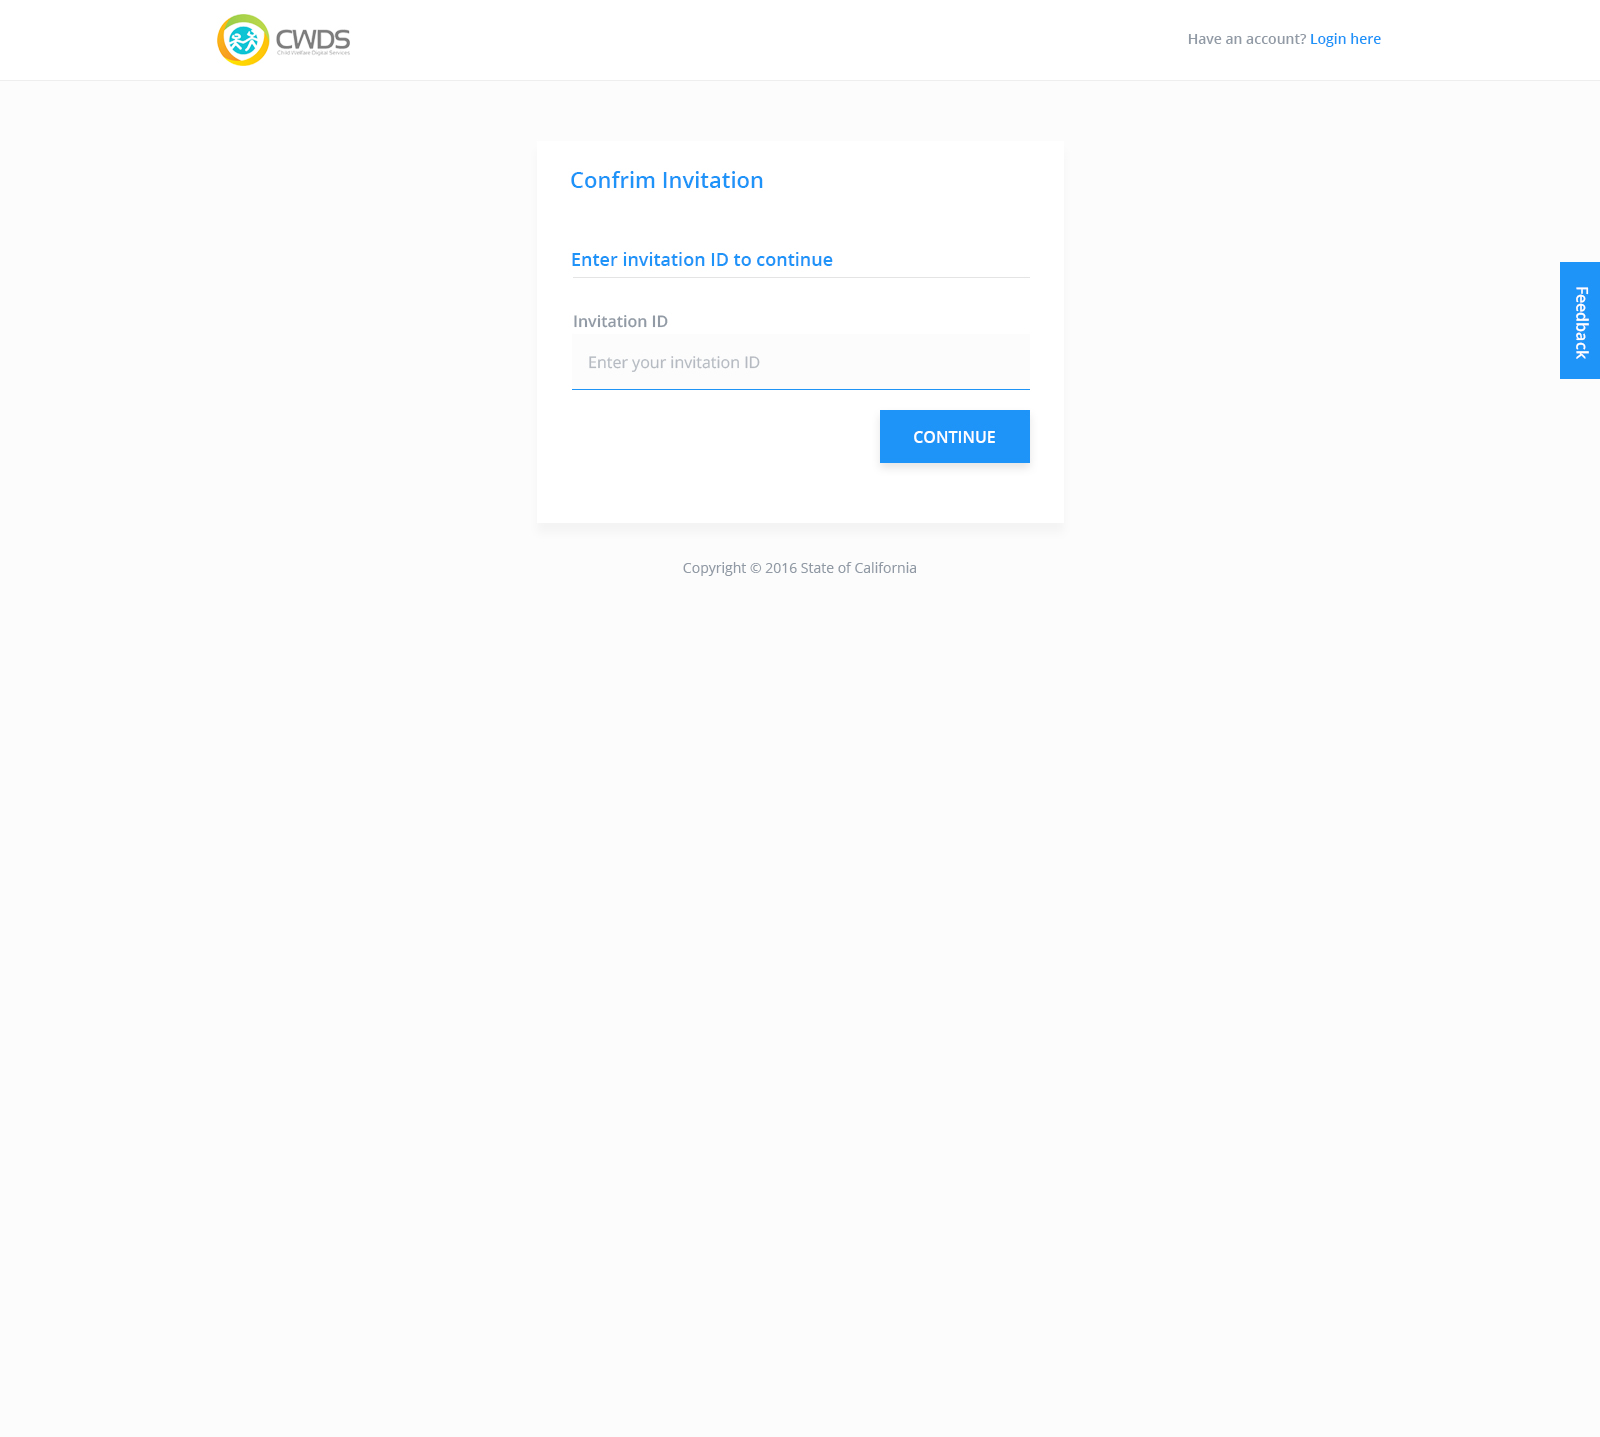 CWDS
Child Welfare Digital Services
Have an account? Login here
Confrim Invitation
Enter invitation ID to continue
Invitation ID
Enter your invitation ID
CONTINUE
Feedback
Copyright © 2016 State of California